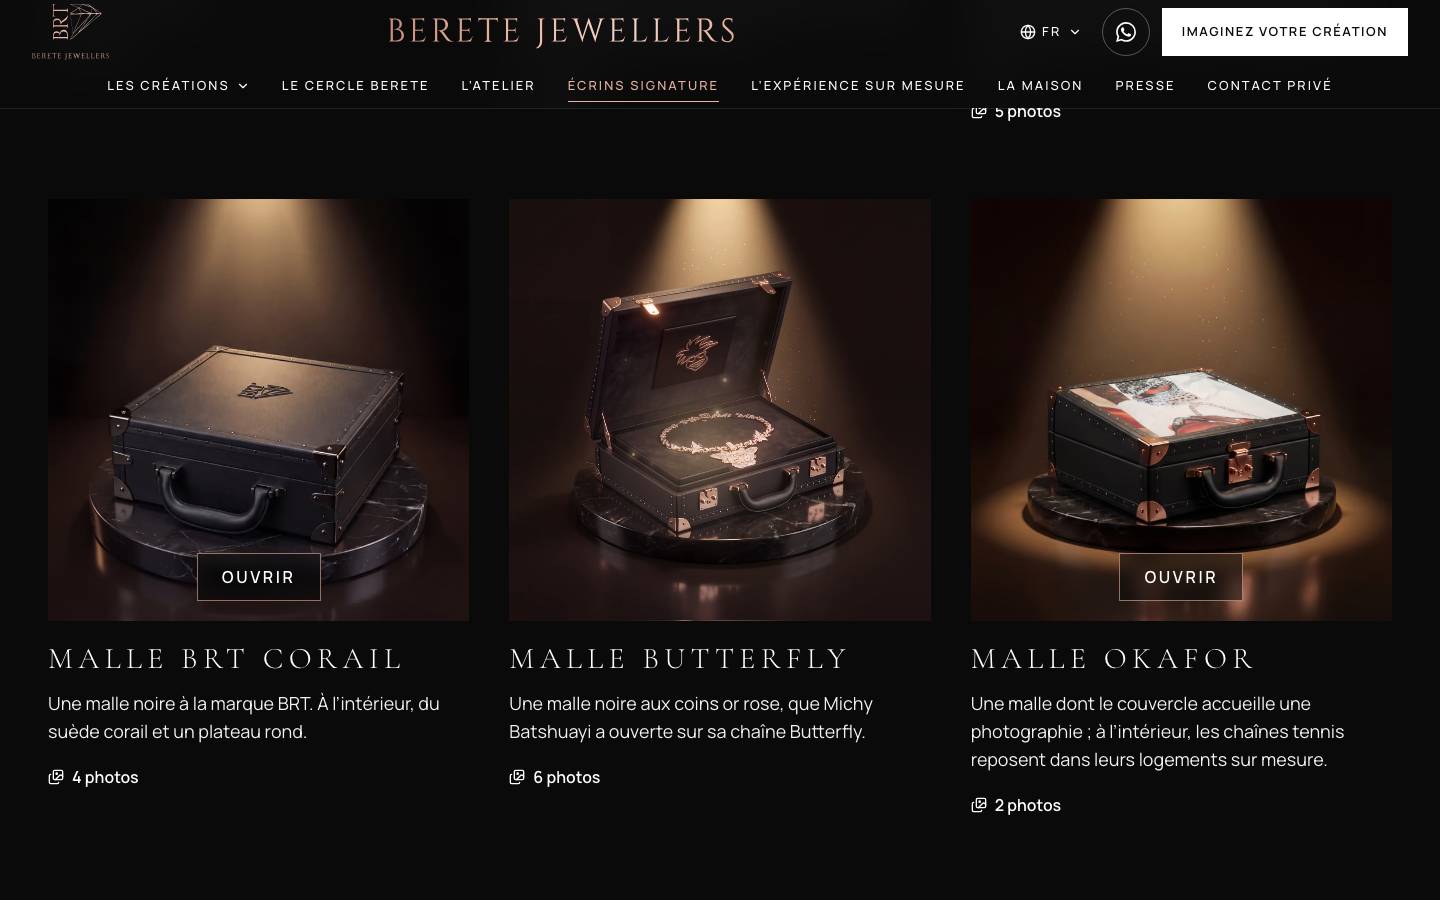 BRT
BERETE JEWELLERS
BERETE JEWELLERS
FR
IMAGINEZ VOTRE CRÉATION
LES CRÉATIONS
LE CERCLE BERETE
L'ATELIER
ÉCRINS SIGNATURE
L'EXPÉRIENCE SUR MESURE
LA MAISON
PRESSE
CONTACT PRIVÉ
5 photos
OUVRIR
OUVRIR
MALLE BRT CORAIL
Une malle noire à la marque BRT. À l’intérieur, du
suède corail et un plateau rond.
4 photos
MALLE BUTTERFLY
Une malle noire aux coins or rose, que Michy
Batshuayi a ouverte sur sa chaîne Butterfly.
6 photos
MALLE OKAFOR
Une malle dont le couvercle accueille une
photographie ; à l’intérieur, les chaînes tennis
reposent dans leurs logements sur mesure.
2 photos